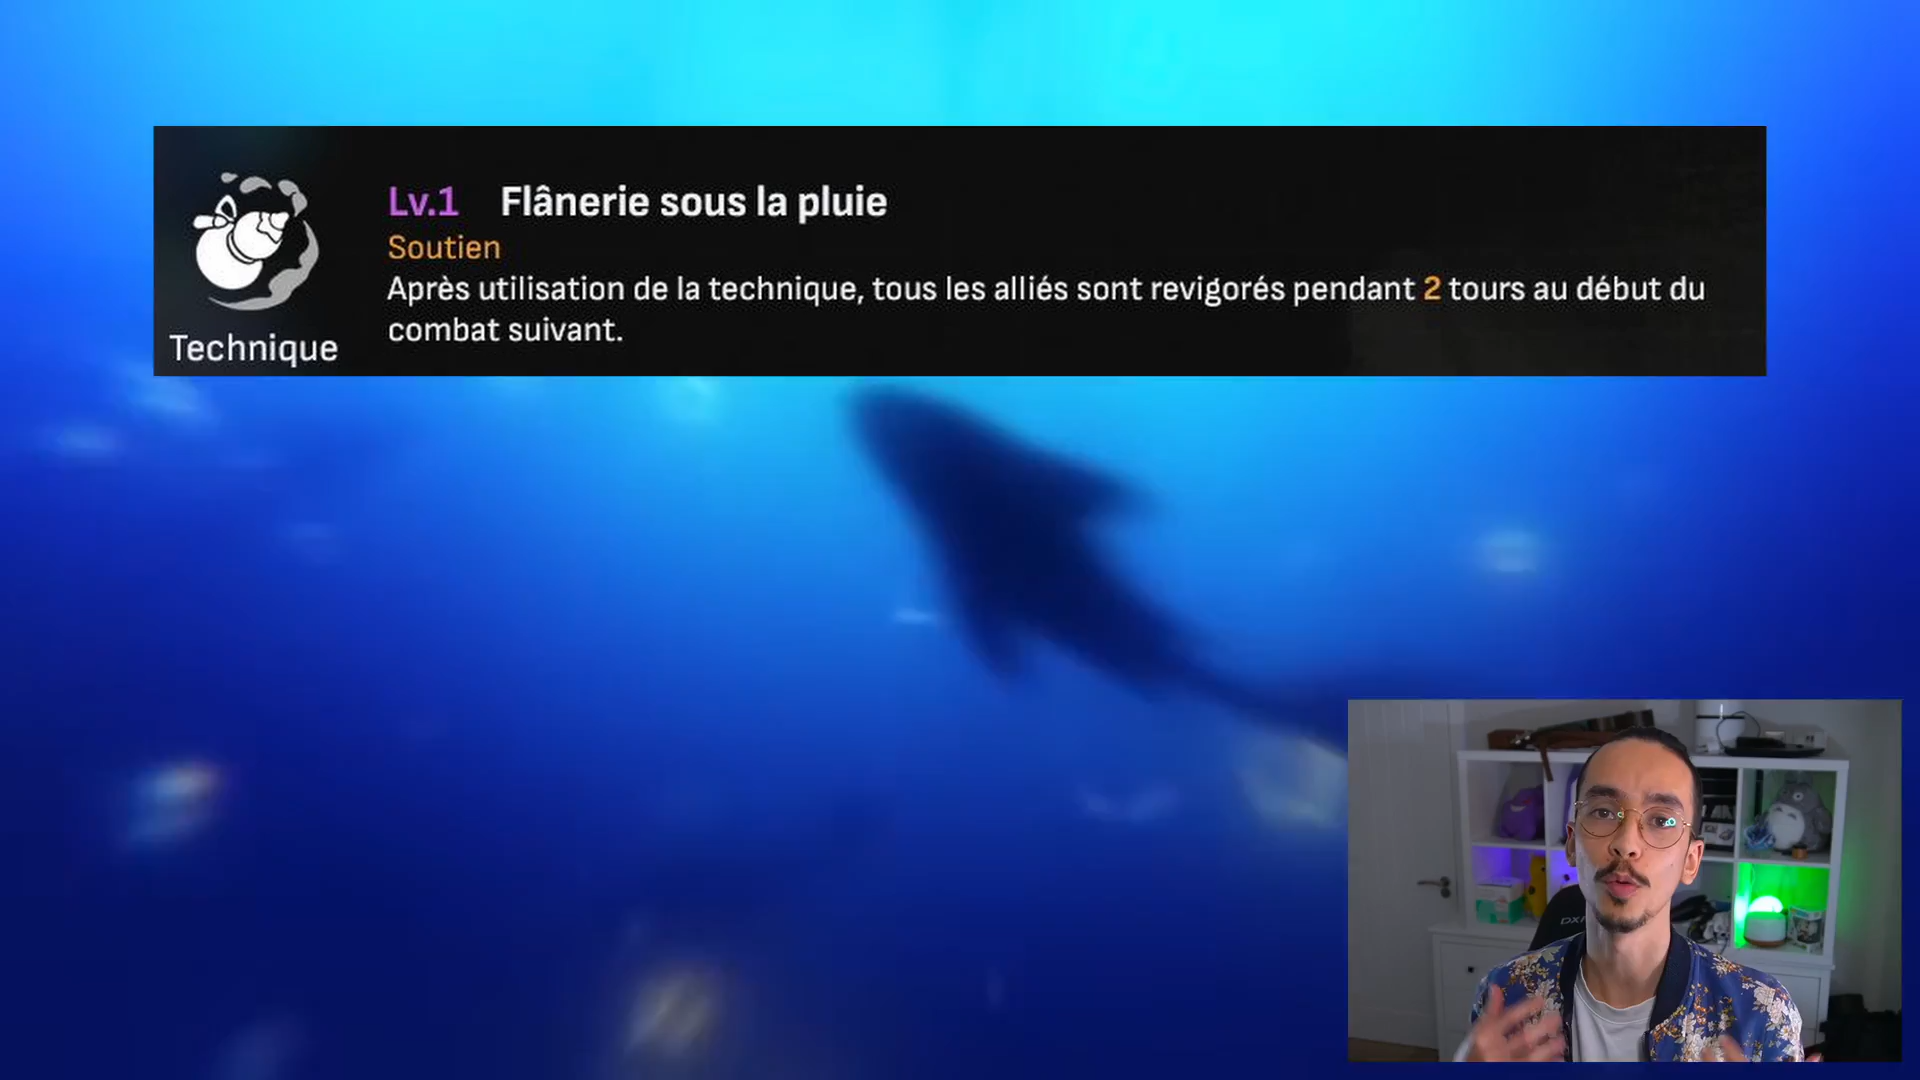 Lv.1 Flânerie sous la pluie
Soutien
Après utilisation de la technique, tous les alliés sont revigorés pendant 2 tours au début du
combat suivant.
Technique